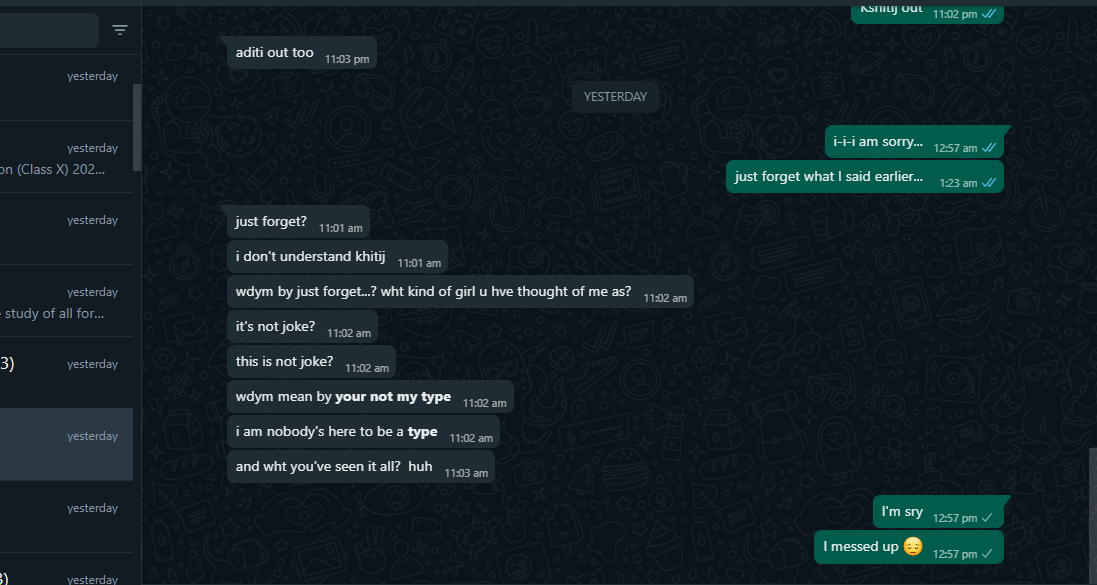 Kshitij out 11:02 pm
aditi out too 11:03 pm
YESTERDAY
i-i-i am sorry... 12:57 am
just forget what I said earlier... 1:23 am
just forget? 11:01 am
i don't understand khitij 11:01 am
wdym by just forget...? wht kind of girl u hve thought of me as? 11:02 am
it's not joke? 11:02 am
this is not joke? 11:02 am
wdym mean by your not my type 11:02 am
i am nobody's here to be a type 11:02 am
and wht you've seen it all? huh 11:03 am
I'm sry 12:57 pm
I messed up 😔 12:57 pm
yesterday
yesterday
on (Class X) 202...
yesterday
yesterday
study of all for...
3) yesterday
yesterday
yesterday
yesterday